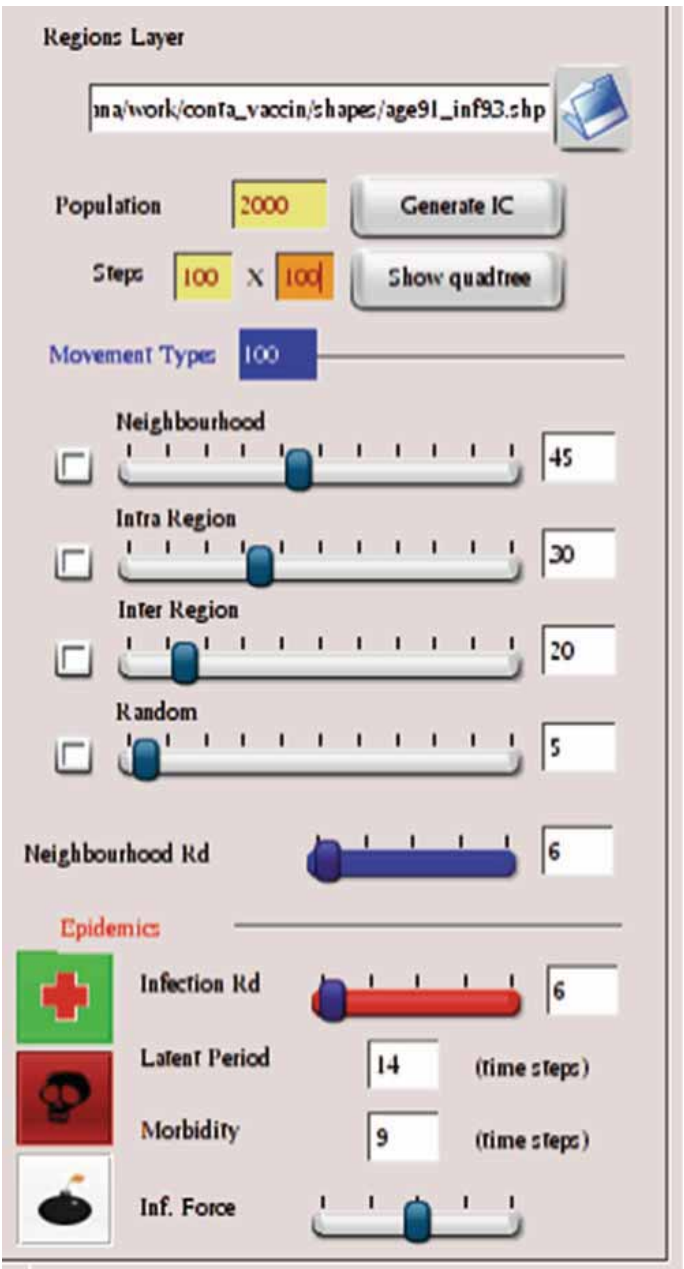 Regions Layer
ma/work/conta_vaccin/shapes/age91_inf93.shp
Population 2000 Generate IC
Steps 100 X 100 Show quadtree
Movement Types 100
Neighbourhood
45
Intra Region
30
Inter Region
20
Random
5
Neighbourhood Rd 6
Epidemics
Infection Rd 6
Latent Period 14 (time steps)
Morbidity 9 (time steps)
Inf. Force